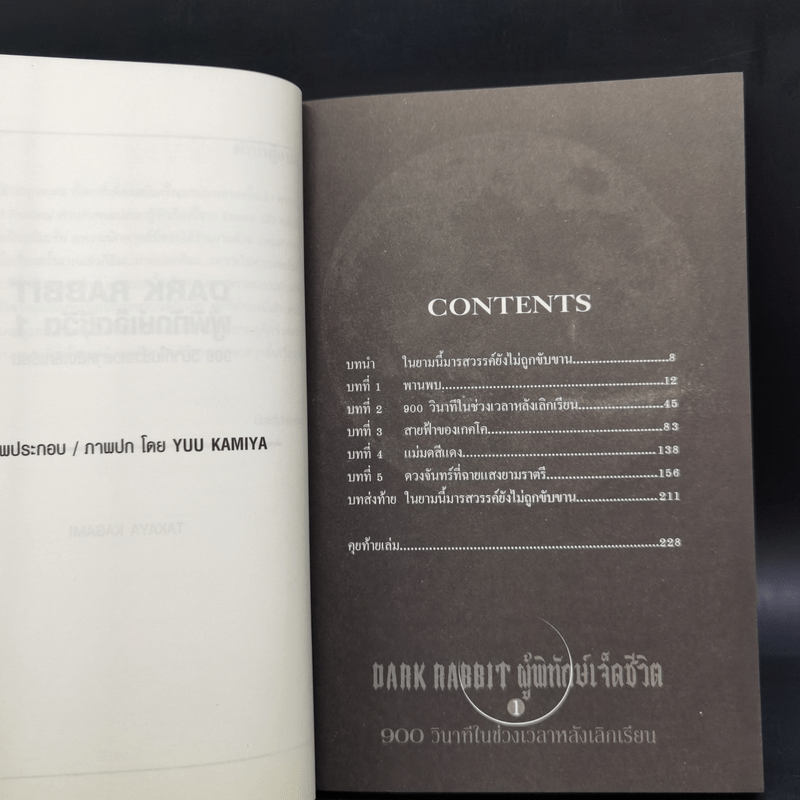 พประกอบ / ภาพปก โดย YUU KAMIYA
CONTENTS
บทนำ ในยามนี้มารสวรรค์ยังไม่ถูกขับขาน..........................8
บทที่ 1 พานพบ..........................................................12
บทที่ 2 900 วินาทีในช่วงเวลาหลังเลิกเรียน......................45
บทที่ 3 สายฟ้าของเกคโค..............................................83
บทที่ 4 แม่มดสีแดง....................................................138
บทที่ 5 ดวงจันทร์ที่ฉายแสงยามราตรี.............................156
บทส่งท้าย ในยามนี้มารสวรรค์ยังไม่ถูกขับขาน......................211
คุยท้ายเล่ม....................................................................228
DARK RABBIT ผู้พิทักษ์เจ็ดชีวิต
1
900 วินาทีในช่วงเวลาหลังเลิกเรียน